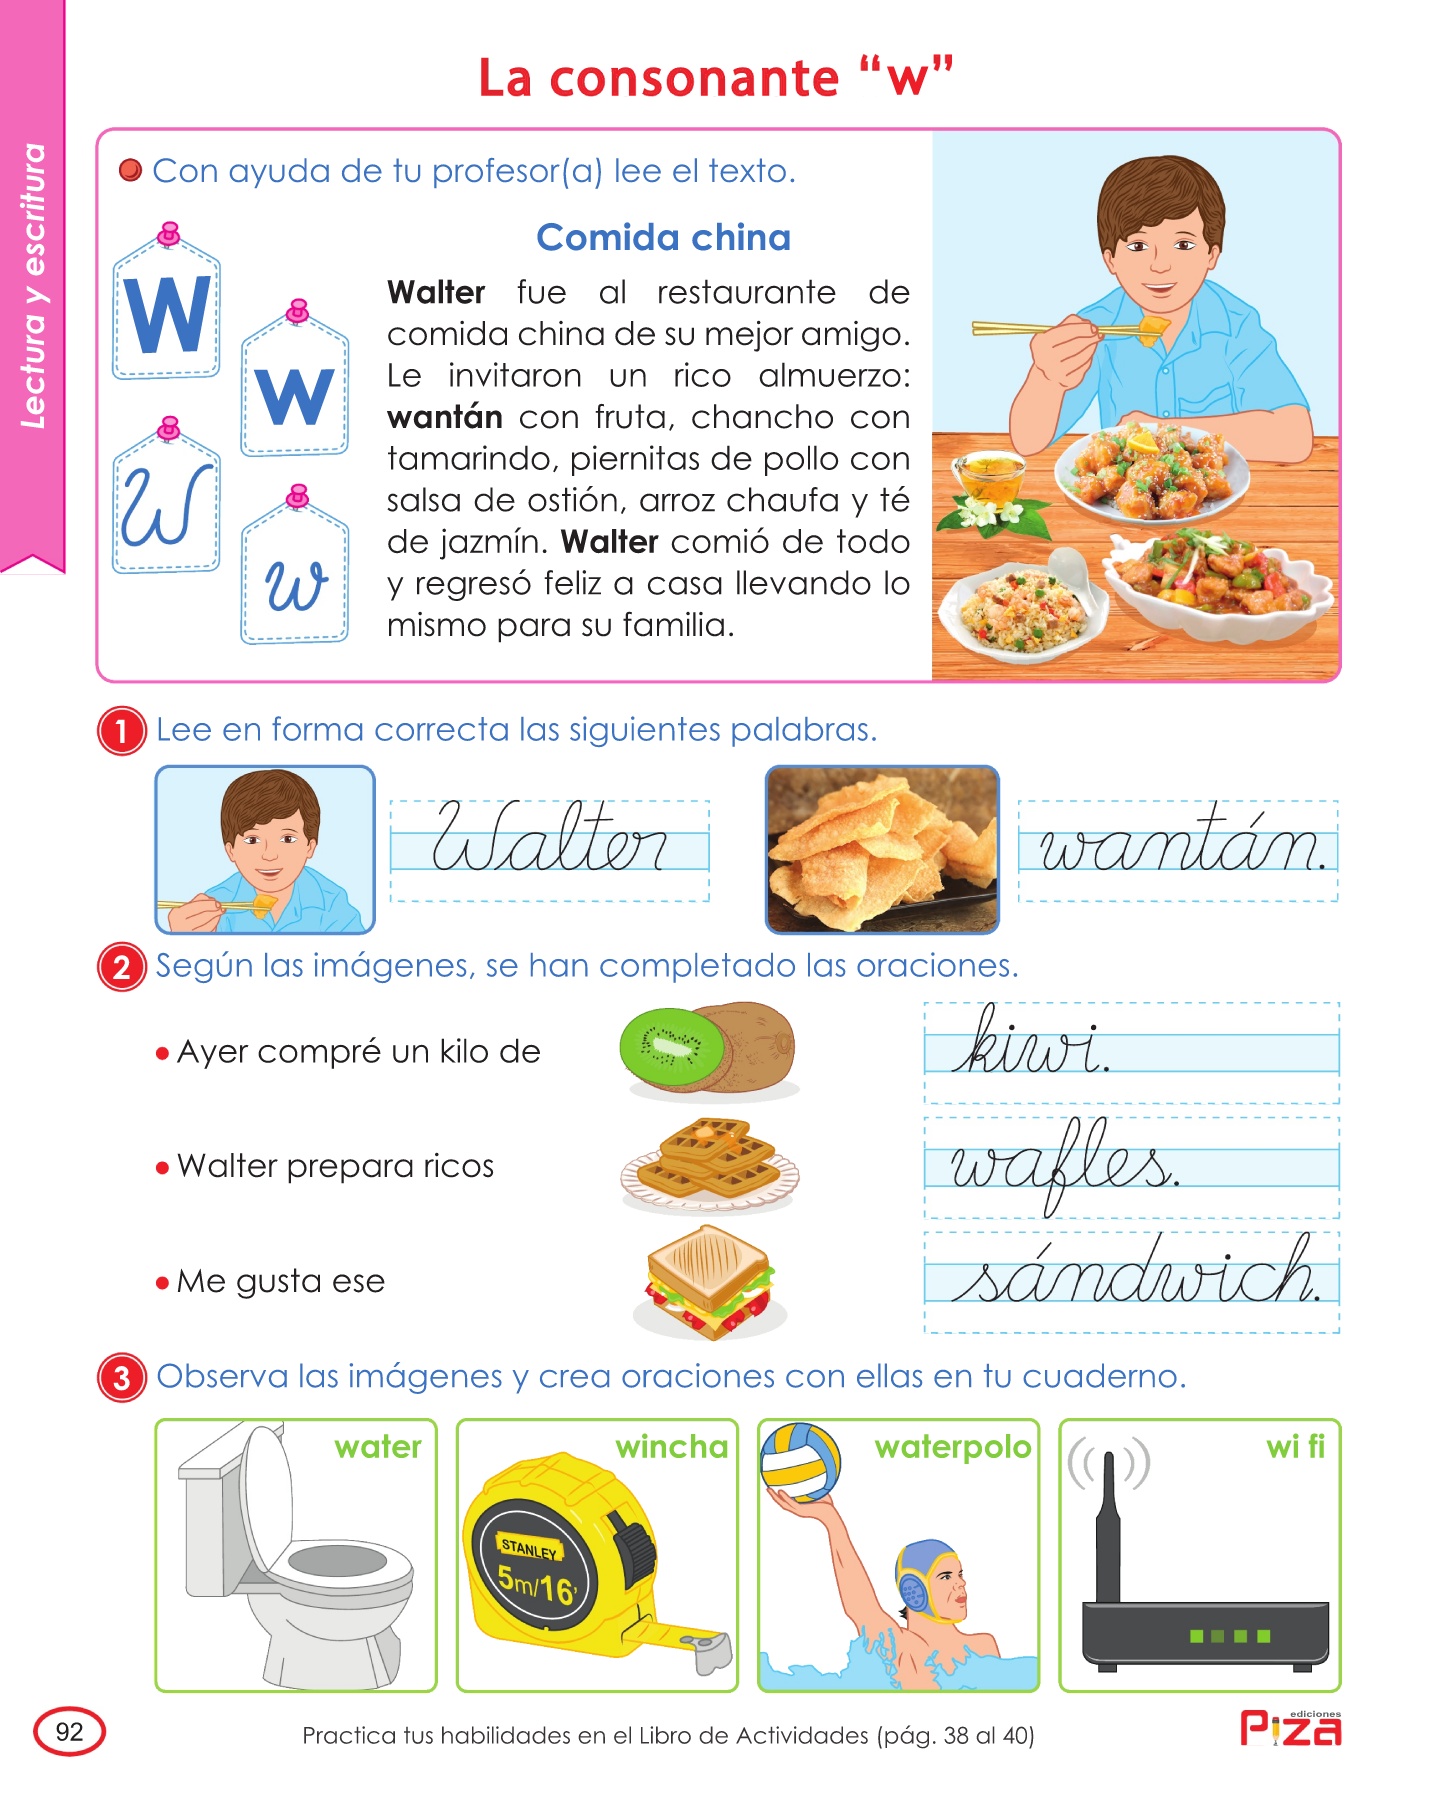 La consonante “w”
Lectura y escritura
Con ayuda de tu profesor(a) lee el texto.
W
w
W
w
Comida china
Walter fue al restaurante de
comida china de su mejor amigo.
Le invitaron un rico almuerzo:
wantán con fruta, chancho con
tamarindo, piernitas de pollo con
salsa de ostión, arroz chaufa y té
de jazmín. Walter comió de todo
y regresó feliz a casa llevando lo
mismo para su familia.
1 Lee en forma correcta las siguientes palabras.
Walter
wantán.
2 Según las imágenes, se han completado las oraciones.
Ayer compré un kilo de
kiwi.
Walter prepara ricos
wafles.
Me gusta ese
sándwich.
3 Observa las imágenes y crea oraciones con ellas en tu cuaderno.
water
wincha
STANLEY
5m/16’
waterpolo
wi fi
92
Practica tus habilidades en el Libro de Actividades (pág. 38 al 40)
ediciones
Piza